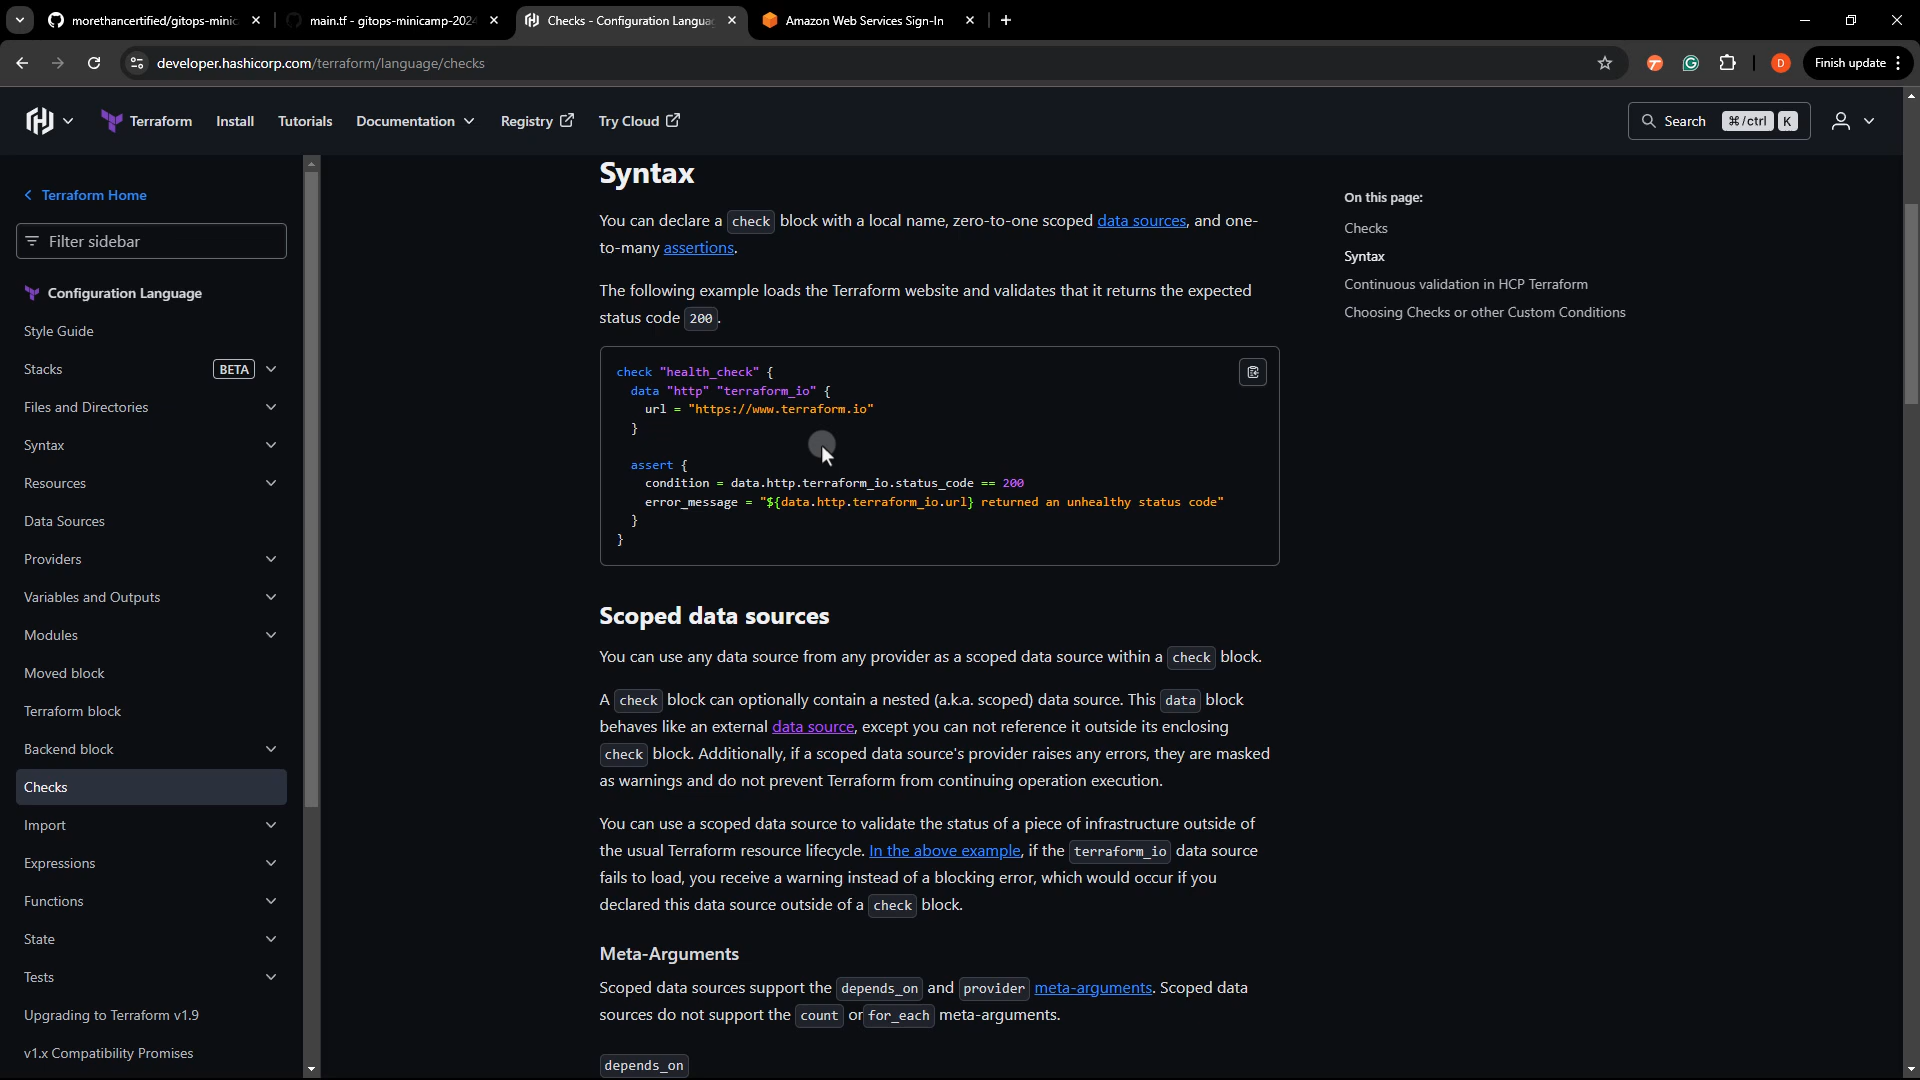 morethancertified/gitops-minic
main.tf - gitops-minicamp-2024
Checks - Configuration Langua
Amazon Web Services Sign-In
developer.hashicorp.com/terraform/language/checks
D
Finish update
Terraform
Install
Tutorials
Documentation
Registry
Try Cloud
Search
⌘/ctrl
K
Terraform Home
Filter sidebar
Configuration Language
Style Guide
Stacks
BETA
Files and Directories
Syntax
Resources
Data Sources
Providers
Variables and Outputs
Modules
Moved block
Terraform block
Backend block
Checks
Import
Expressions
Functions
State
Tests
Upgrading to Terraform v1.9
v1.x Compatibility Promises
Syntax
You can declare a check block with a local name, zero-to-one scoped data sources, and one-
to-many assertions.
The following example loads the Terraform website and validates that it returns the expected
status code 200.
check "health_check" {
data "http" "terraform_io" {
url = "https://www.terraform.io"
}
assert {
condition = data.http.terraform_io.status_code == 200
error_message = "${data.http.terraform_io.url} returned an unhealthy status code"
}
}
Scoped data sources
You can use any data source from any provider as a scoped data source within a check block.
A check block can optionally contain a nested (a.k.a. scoped) data source. This data block
behaves like an external data source, except you can not reference it outside its enclosing
check block. Additionally, if a scoped data source's provider raises any errors, they are masked
as warnings and do not prevent Terraform from continuing operation execution.
You can use a scoped data source to validate the status of a piece of infrastructure outside of
the usual Terraform resource lifecycle. In the above example, if the terraform_io data source
fails to load, you receive a warning instead of a blocking error, which would occur if you
declared this data source outside of a check block.
Meta-Arguments
Scoped data sources support the depends_on and provider meta-arguments. Scoped data
sources do not support the count or for_each meta-arguments.
depends_on
On this page:
Checks
Syntax
Continuous validation in HCP Terraform
Choosing Checks or other Custom Conditions